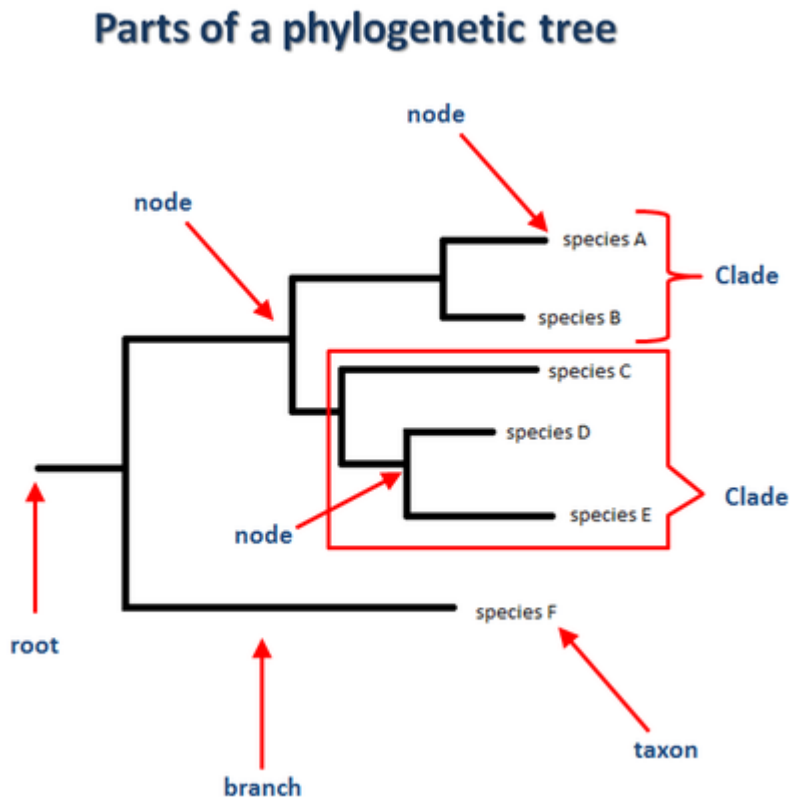 Parts of a phylogenetic tree
node
node
species A
Clade
species B
species C
species D
Clade
species E
node
species F
root
taxon
branch